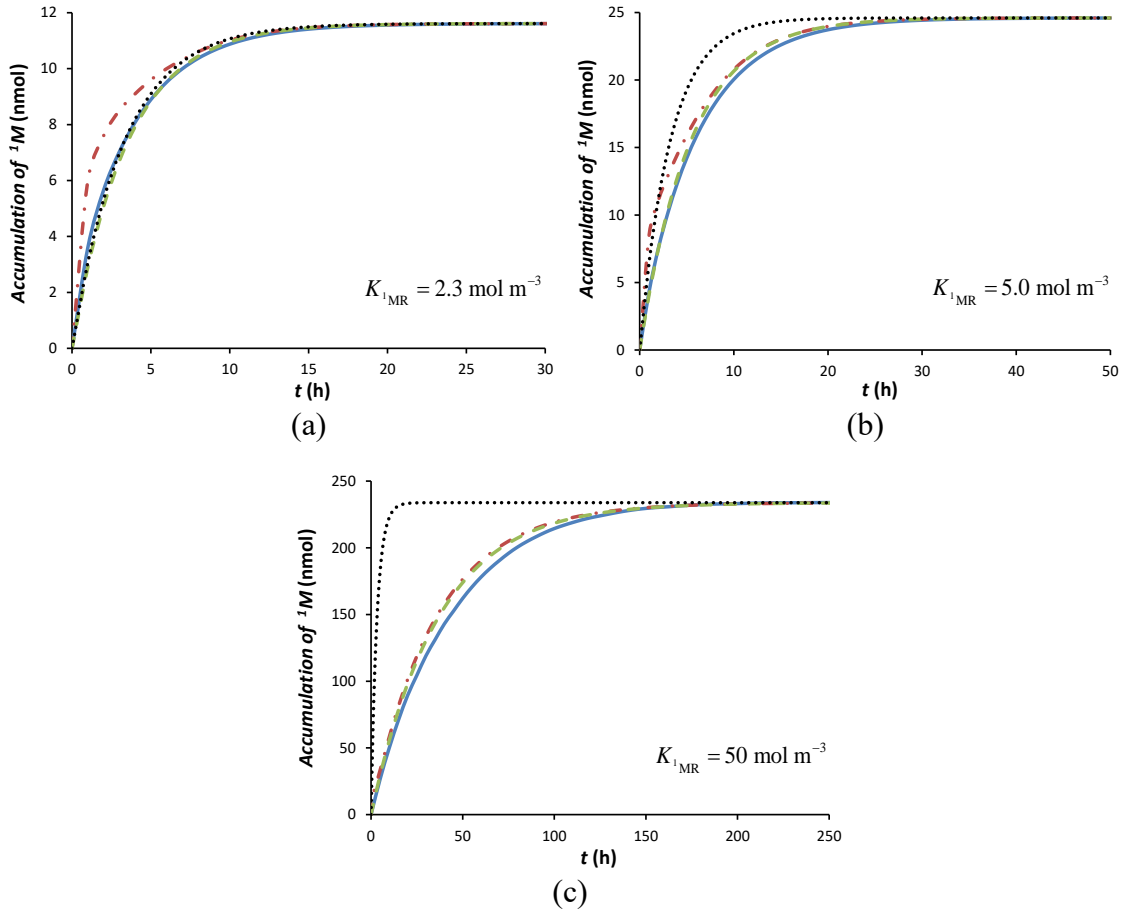 Accumulation of ¹M (nmol)
12
10
8
6
4
2
0
K₁MR = 2.3 mol m⁻³
0 5 10 15 20 25 30
t (h)
(a)
Accumulation of ¹M (nmol)
25
20
15
10
5
0
K₁MR = 5.0 mol m⁻³
0 10 20 30 40 50
t (h)
(b)
Accumulation of ¹M (nmol)
250
200
150
100
50
0
K₁MR = 50 mol m⁻³
0 50 100 150 200 250
t (h)
(c)